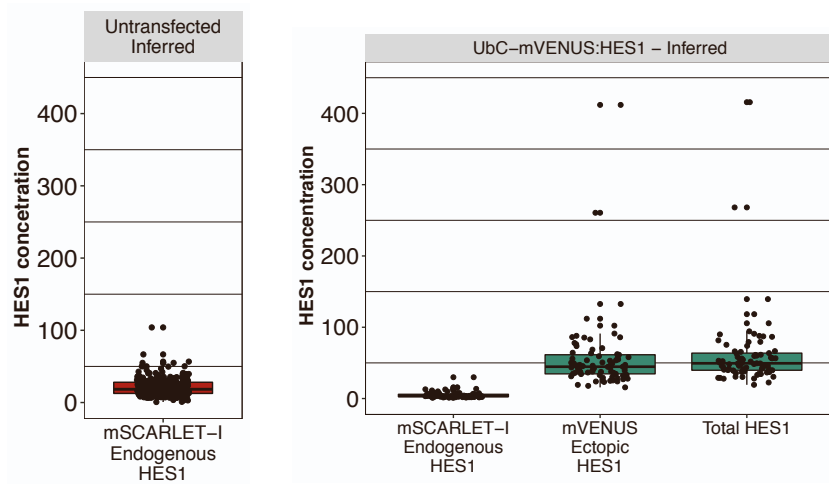 Untransfected
Inferred
HES1 concetration
400
300
200
100
0
mSCARLET−I
Endogenous
HES1
UbC−mVENUS:HES1 − Inferred
HES1 concentration
400
300
200
100
0
mSCARLET−I
Endogenous
HES1
mVENUS
Ectopic
HES1
Total HES1